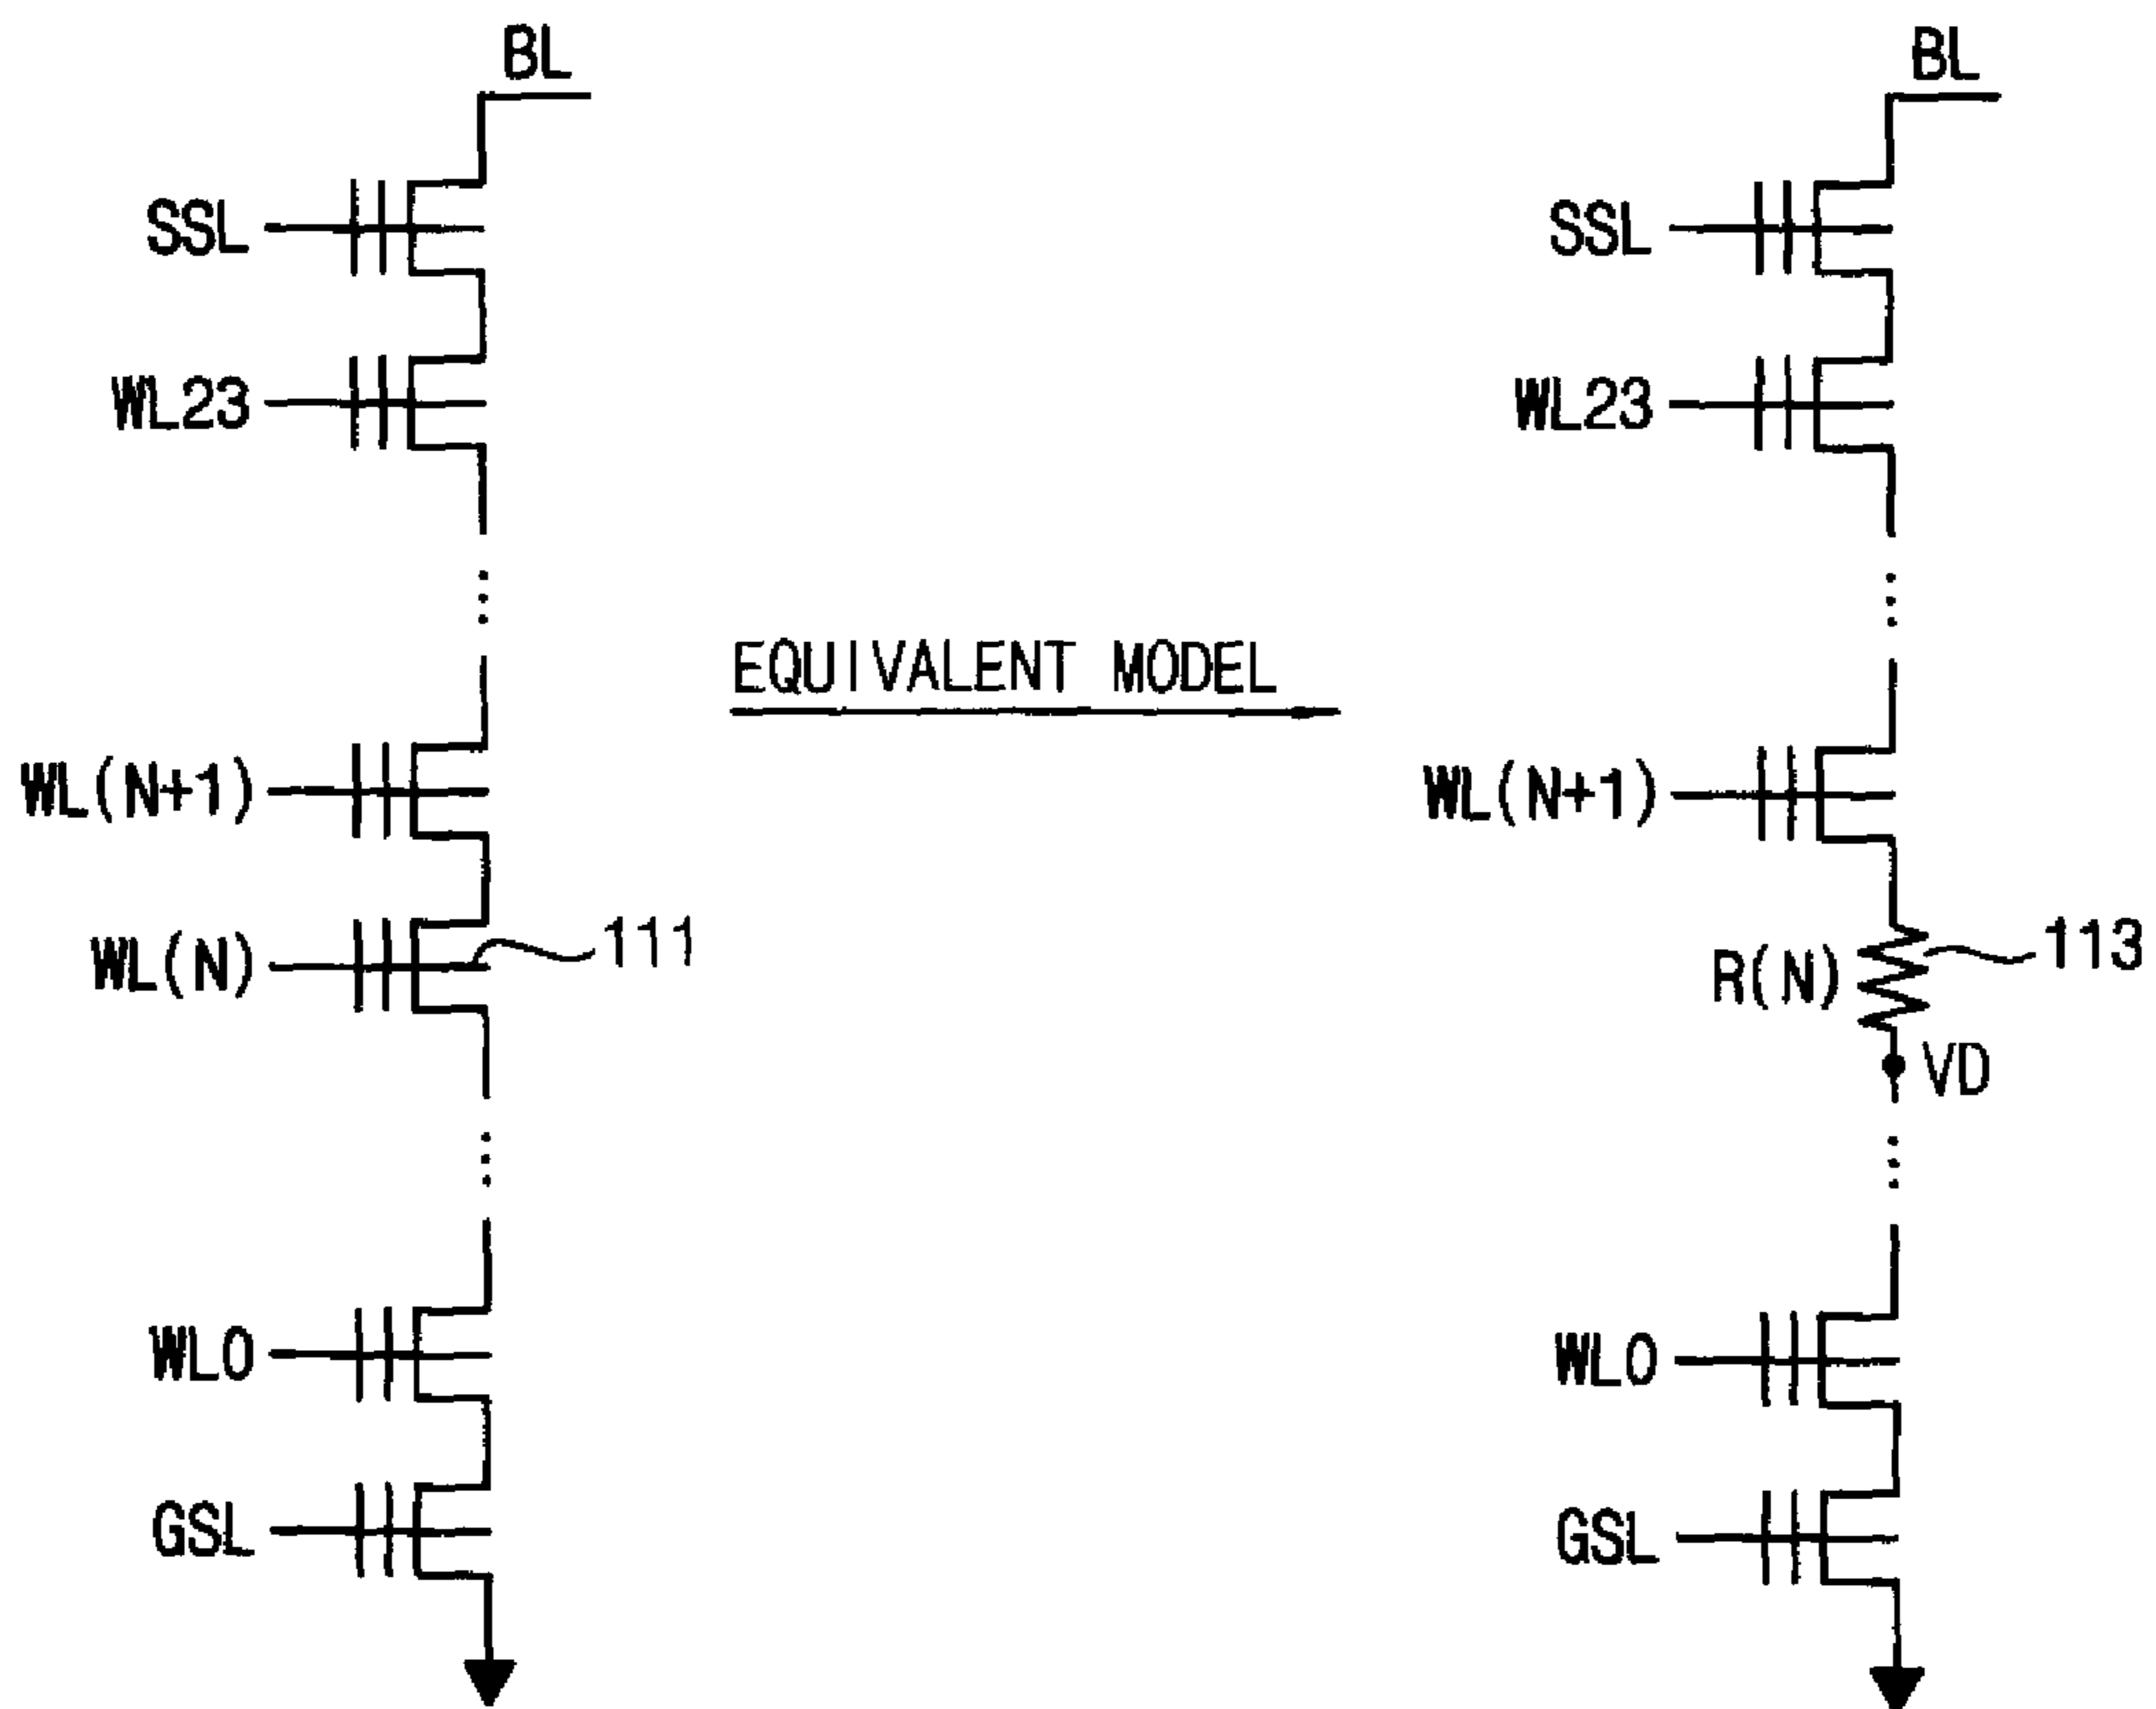 BL
SSL
WL23
WL(N+1)
WL(N)
111
WL0
GSL
EQUIVALENT MODEL
BL
SSL
WL23
WL(N+1)
R(N)
113
VD
WL0
GSL